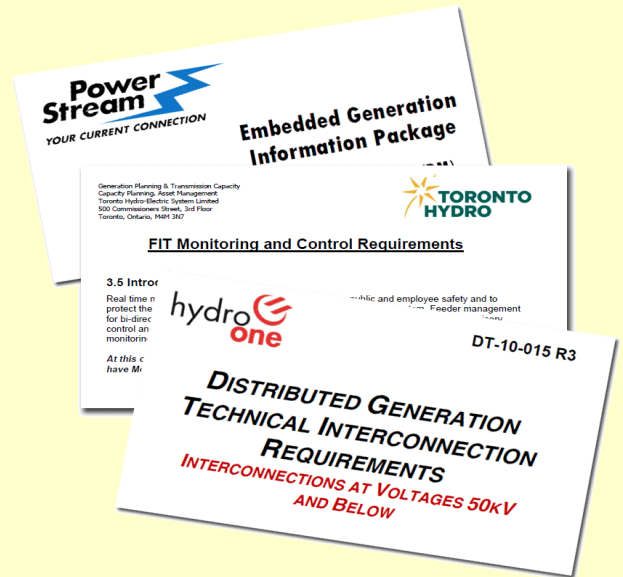 Power
Stream
YOUR CURRENT CONNECTION
Embedded Generation
Information Package
Generation Planning & Transmission Capacity
Capacity Planning, Asset Management
Toronto Hydro-Electric System Limited
500 Commissioners Street, 3rd Floor
Toronto, Ontario, M4M 3N7
TORONTO
HYDRO
FIT Monitoring and Control Requirements
3.5 Introd
Real time m
public and employee safety and to
protect the
Feeder management
for bi-direc
control an
monitorin
At this c
have M
hydro
one
DT-10-015 R3
DISTRIBUTED GENERATION
TECHNICAL INTERCONNECTION
REQUIREMENTS
INTERCONNECTIONS AT VOLTAGES 50KV
AND BELOW